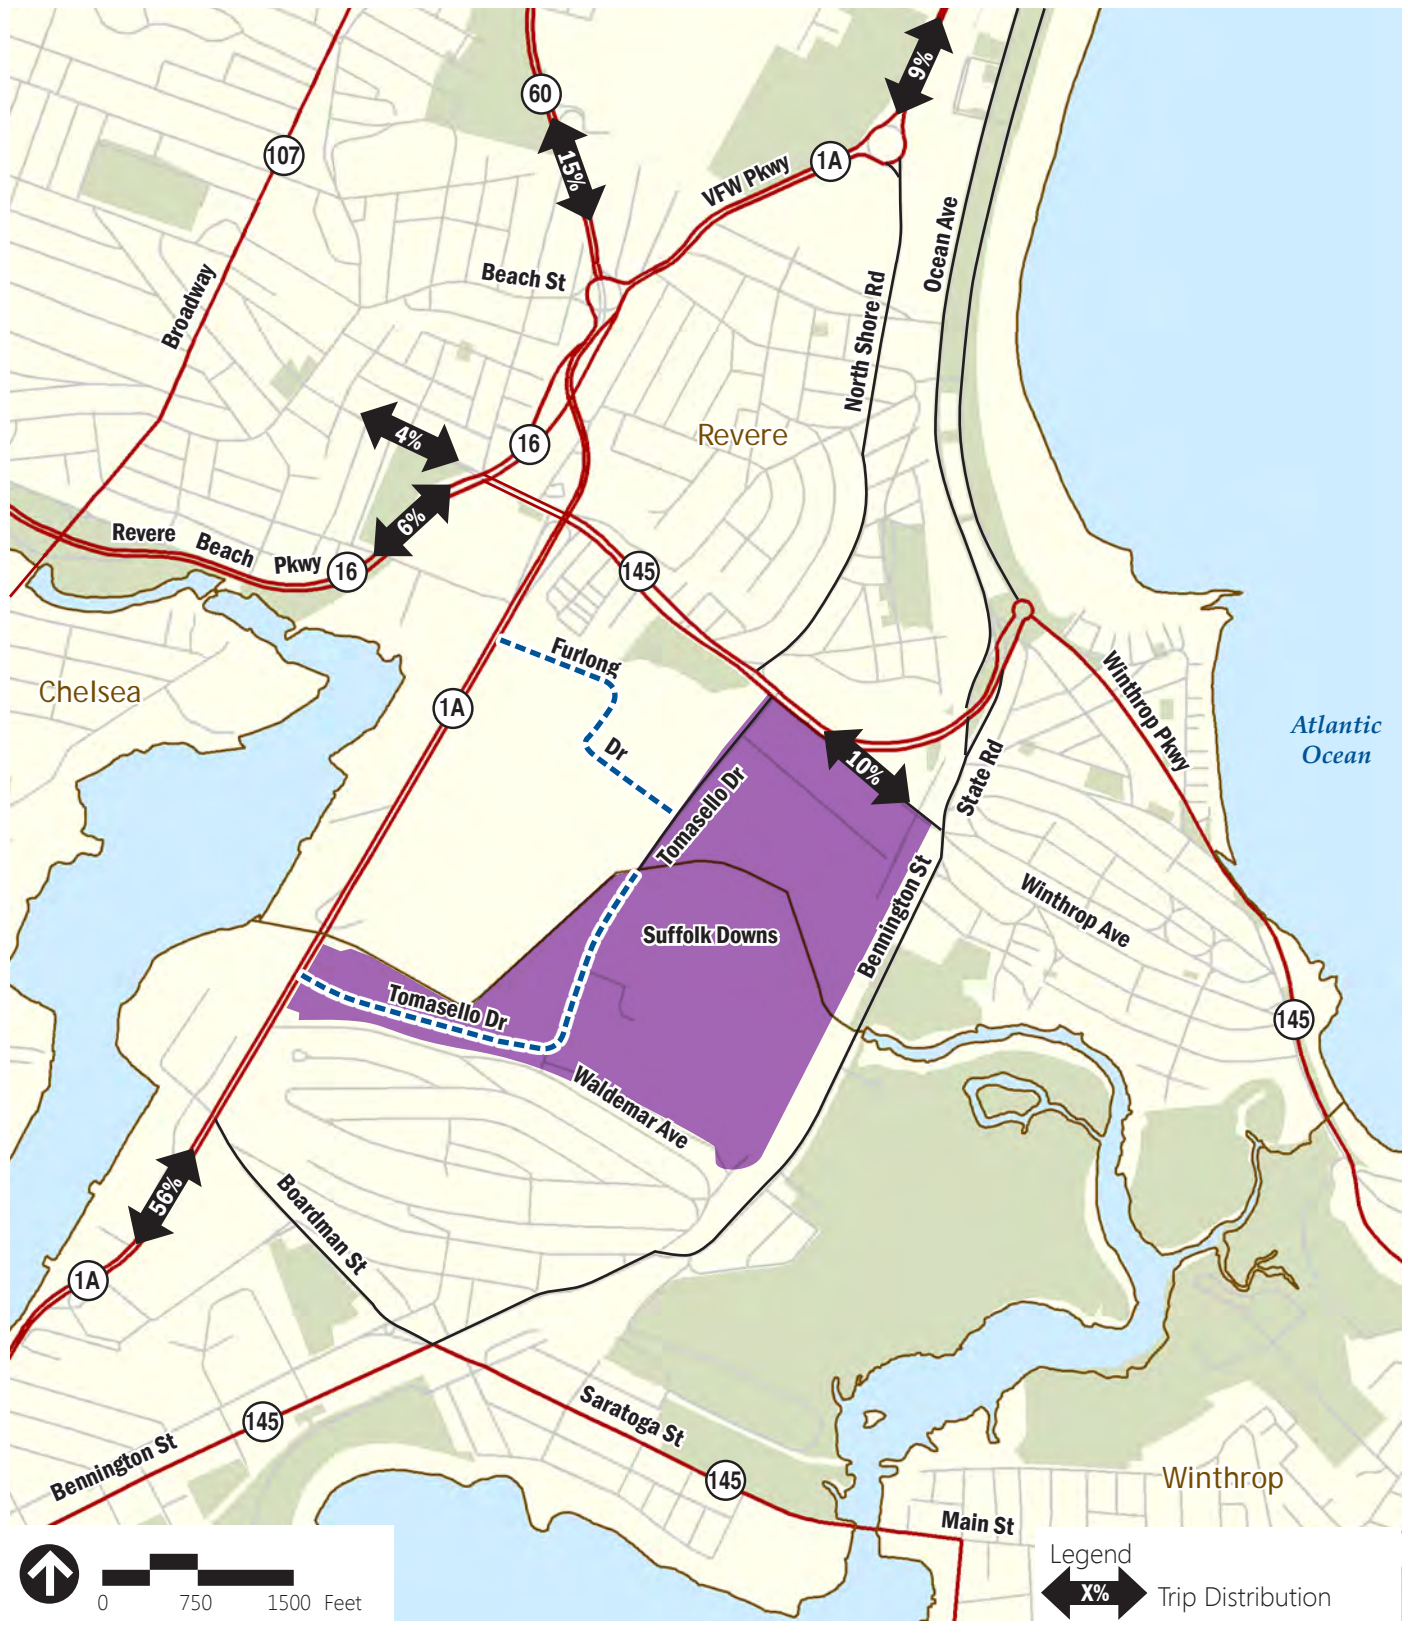 9%
60
107
15%
1A
VFW Pkwy
Ocean Ave
Beach St
Broadway
North Shore Rd
4%
16
Revere
6%
Revere Beach Pkwy
16
145
Furlong
Dr
Chelsea
1A
Winthrop Pkwy
Atlantic
Ocean
10%
State Rd
Tomasello Dr
Bennington St
Winthrop Ave
Suffolk Downs
Tomasello Dr
145
Waldemar Ave
56%
Boardman St
1A
145
Bennington St
Saratoga St
145
Winthrop
Main St
0 750 1500 Feet
Legend
X% Trip Distribution